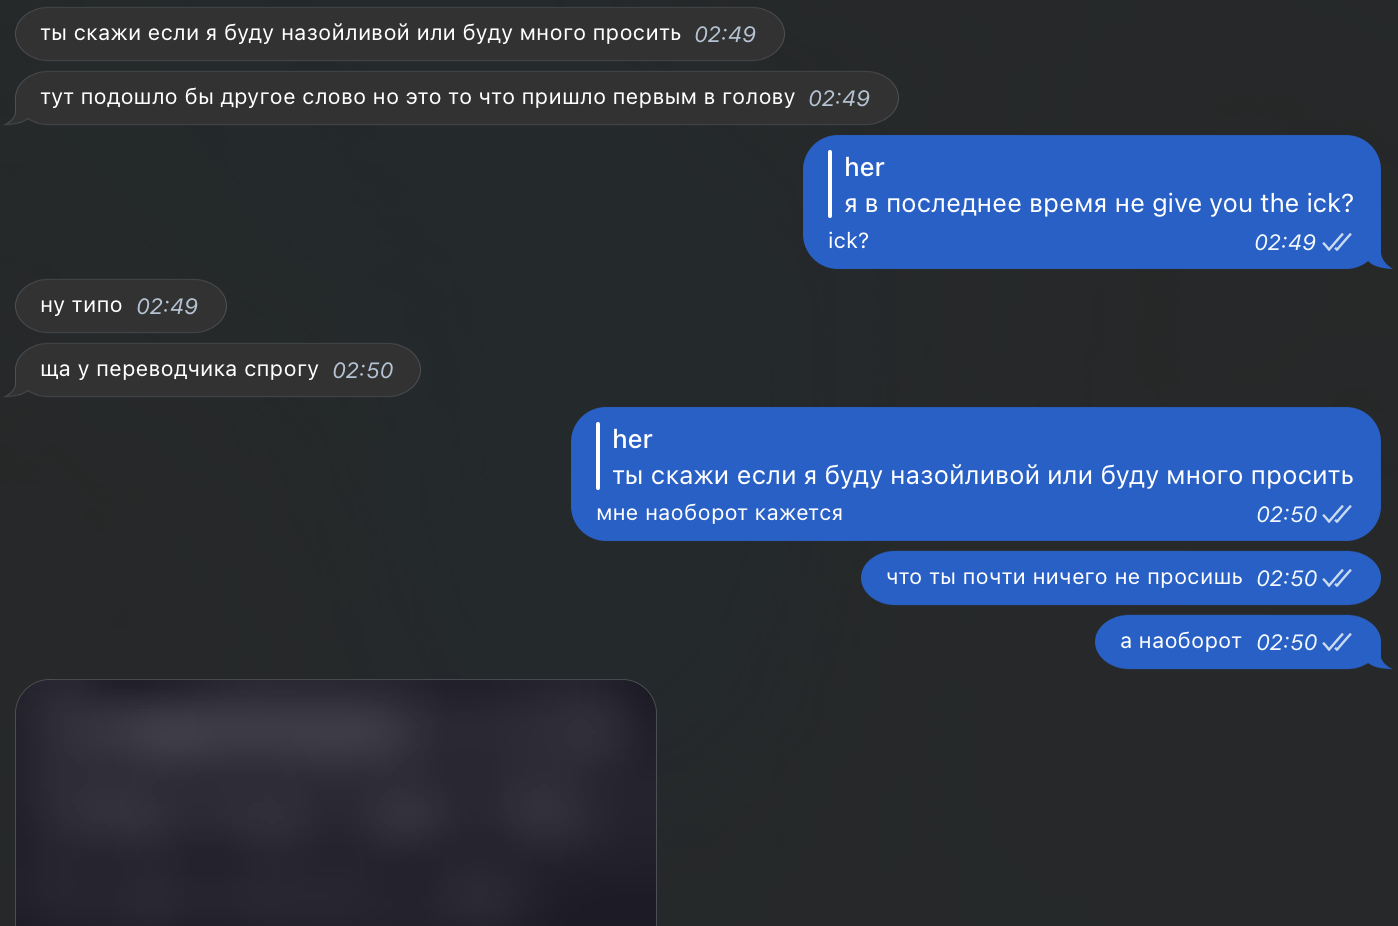 ты скажи если я буду назойливой или буду много просить 02:49
тут подошло бы другое слово но это то что пришло первым в голову 02:49
her
я в последнее время не give you the ick?
ick? 02:49
ну типо 02:49
ща у переводчика спрогу 02:50
her
ты скажи если я буду назойливой или буду много просить
мне наоборот кажется 02:50
что ты почти ничего не просишь 02:50
а наоборот 02:50